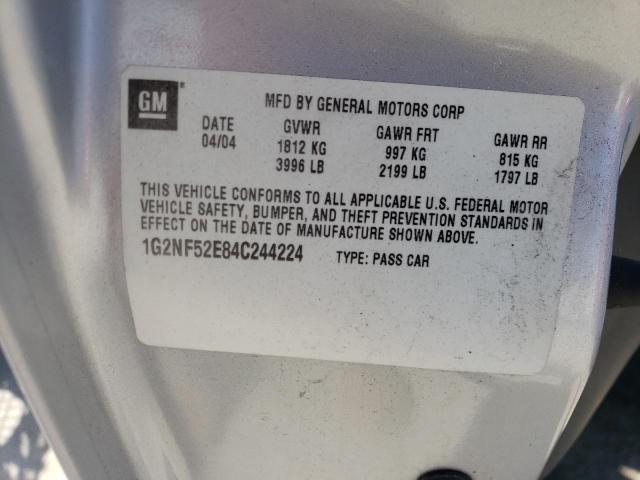 GM®
MFD BY GENERAL MOTORS CORP
DATE GVWR GAWR FRT GAWR RR
04/04 1812 KG 997 KG 815 KG
3996 LB 2199 LB 1797 LB
THIS VEHICLE CONFORMS TO ALL APPLICABLE U.S. FEDERAL MOTOR
VEHICLE SAFETY, BUMPER, AND THEFT PREVENTION STANDARDS IN
EFFECT ON THE DATE OF MANUFACTURE SHOWN ABOVE.
1G2NF52E84C244224 TYPE: PASS CAR